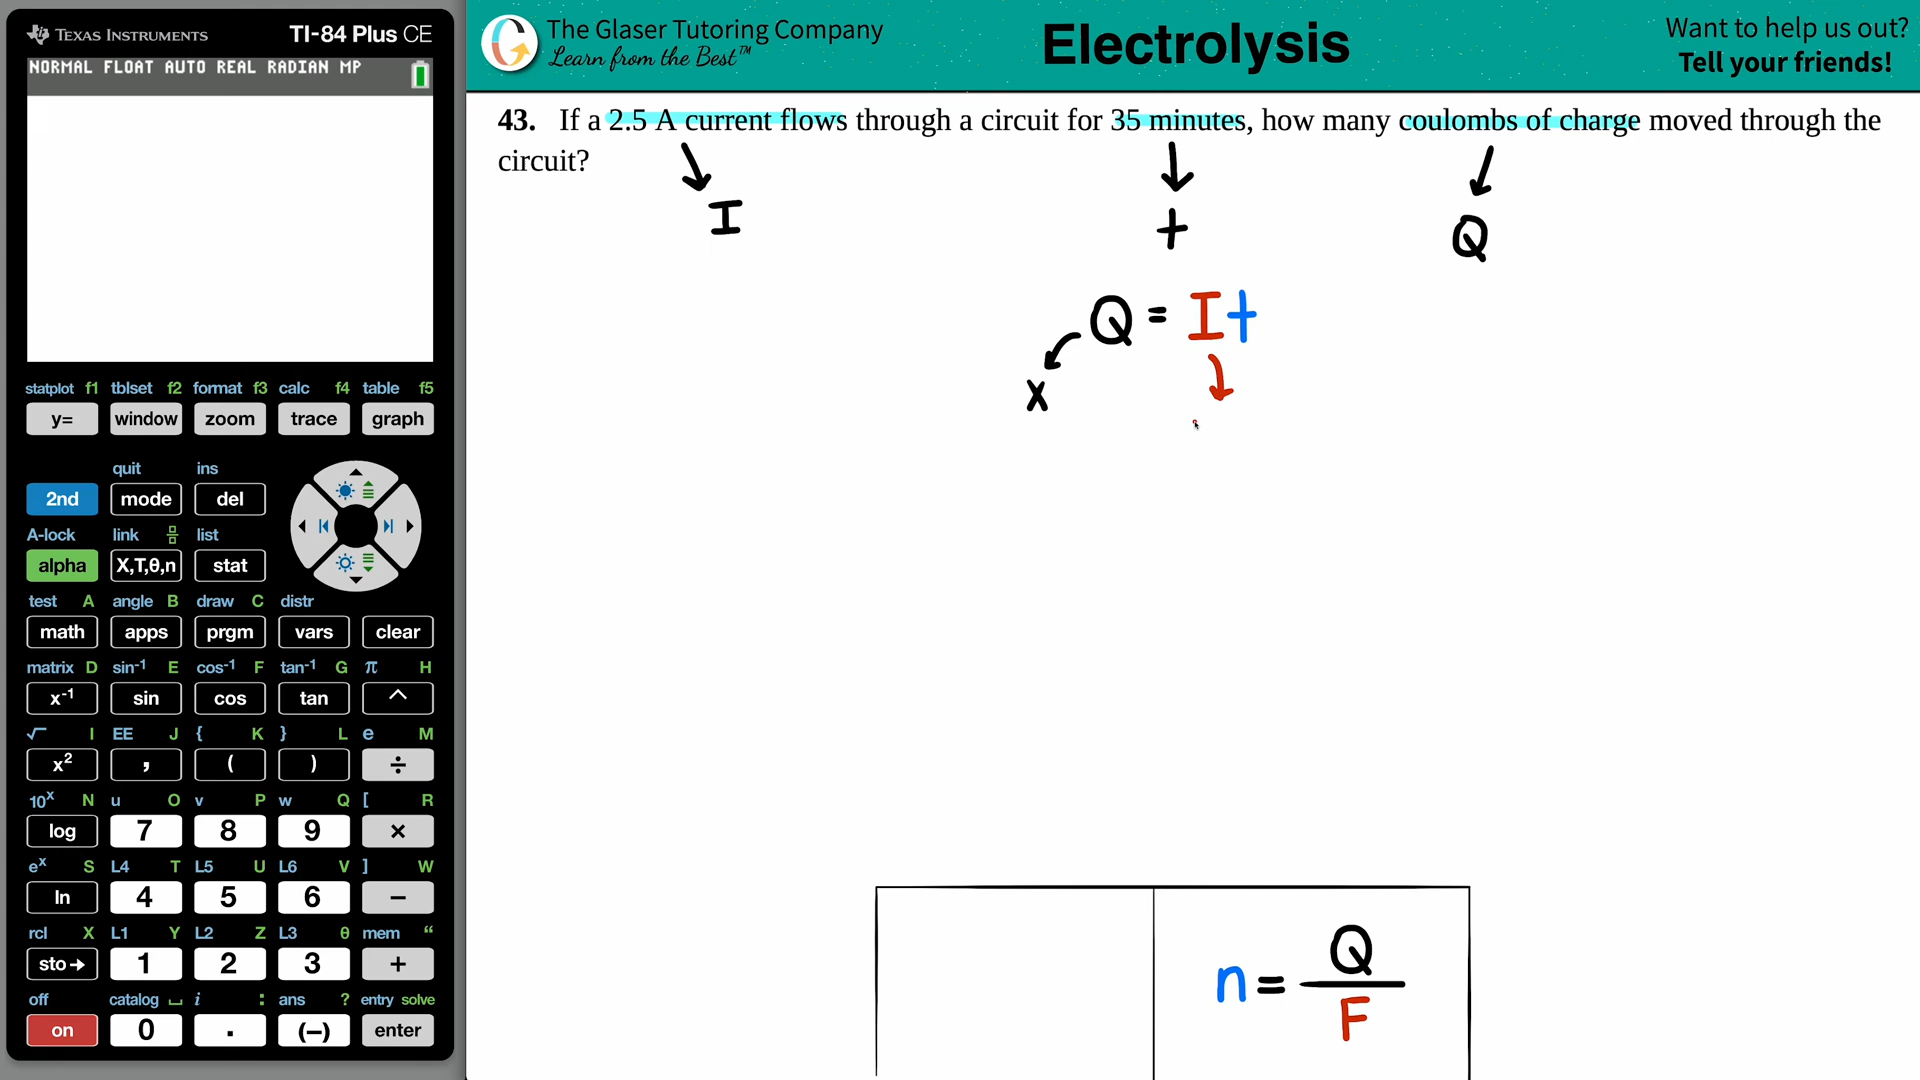 TEXAS INSTRUMENTS TI-84 Plus CE
NORMAL FLOAT AUTO REAL RADIAN MP
statplot f1 tblset f2 format f3 calc f4 table f5
y= window zoom trace graph
quit ins
2nd mode del
A-lock link list
alpha X,T,θ,n stat
test A angle B draw C distr
math apps prgm vars clear
matrix D sin-1 E cos-1 F tan-1 G π H
x-1 sin cos tan ^
√ I EE J { K } L e M
x2 , ( ) ÷
10x N u O v P w Q [ R
log 7 8 9 ×
ex S L4 T L5 U L6 V ] W
ln 4 5 6 −
rcl X L1 Y L2 Z L3 θ mem “
sto→ 1 2 3 +
off catalog ⎵ i : ans ? entry solve
on 0 . (−) enter
The Glaser Tutoring Company
Learn from the Best™
Electrolysis
Want to help us out?
Tell your friends!
43. If a 2.5 A current flows through a circuit for 35 minutes, how many coulombs of charge moved through the
circuit?
I t Q
Q = It
X
n = Q
F